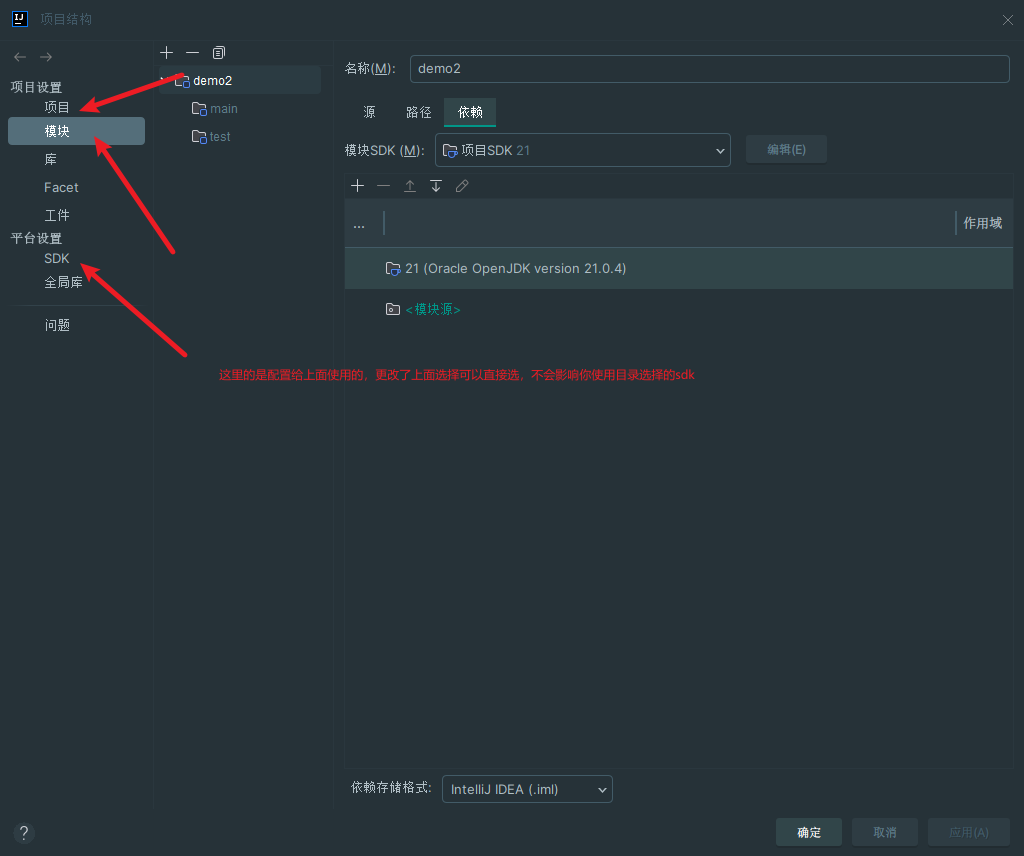 项目结构
项目设置
项目
模块
库
Facet
工件
平台设置
SDK
全局库
问题
demo2
main
test
名称(M):
demo2
源 路径 依赖
模块SDK (M): 项目SDK 21 编辑(E)
... 作用域
21 (Oracle OpenJDK version 21.0.4)
<模块源>
这里的是配置给上面使用的，更改了上面选择可以直接选，不会影响你使用目录选择的sdk
依赖存储格式: IntelliJ IDEA (.iml)
? 确定 取消 应用(A)